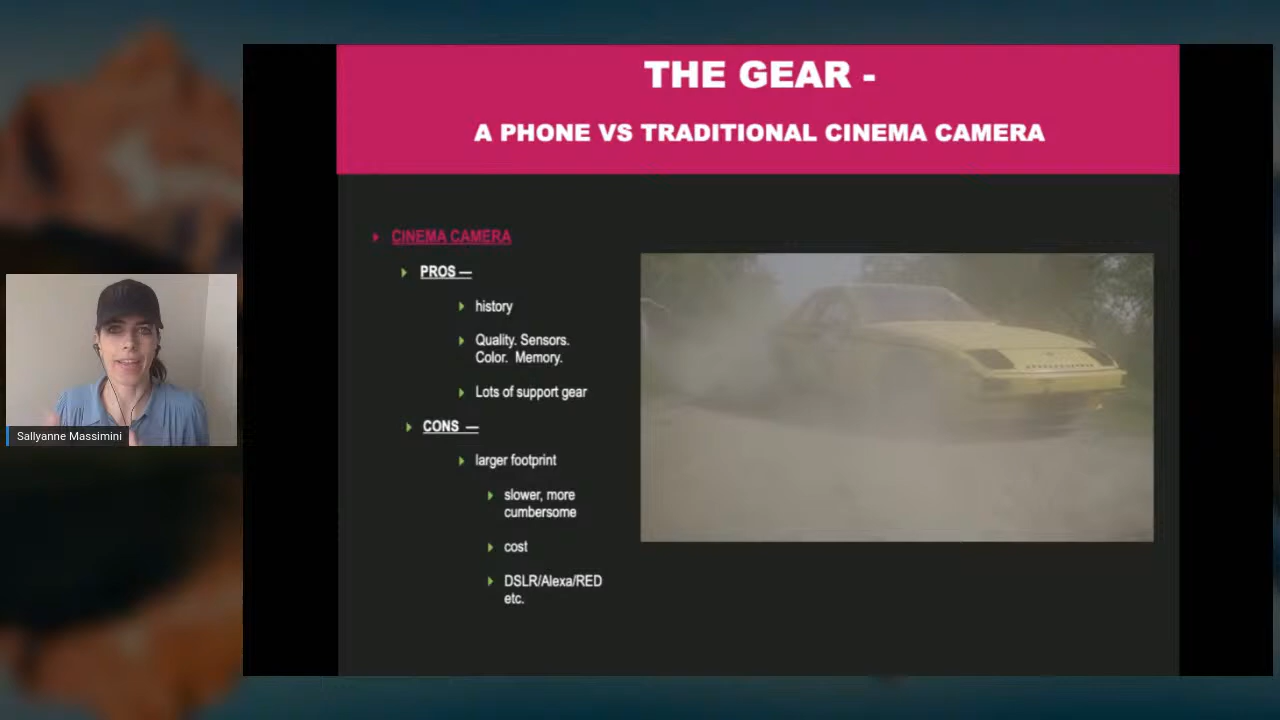 THE GEAR -
A PHONE VS TRADITIONAL CINEMA CAMERA
CINEMA CAMERA
PROS —
history
Quality. Sensors.
Color. Memory.
Lots of support gear
CONS —
larger footprint
slower, more
cumbersome
cost
DSLR/Alexa/RED
etc.
Sallyanne Massimini